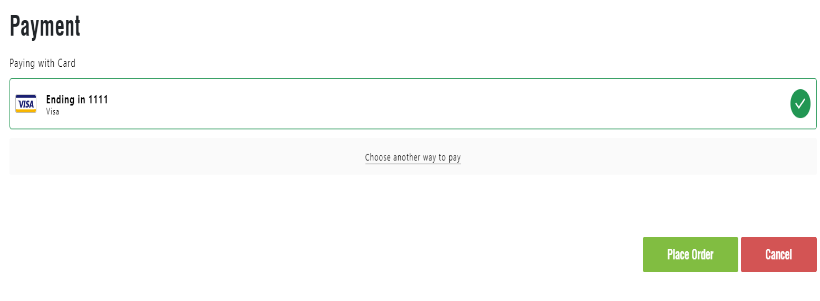 Payment
Paying with Card
VISA
Ending in 1111
Visa
Choose another way to pay
Place Order
Cancel